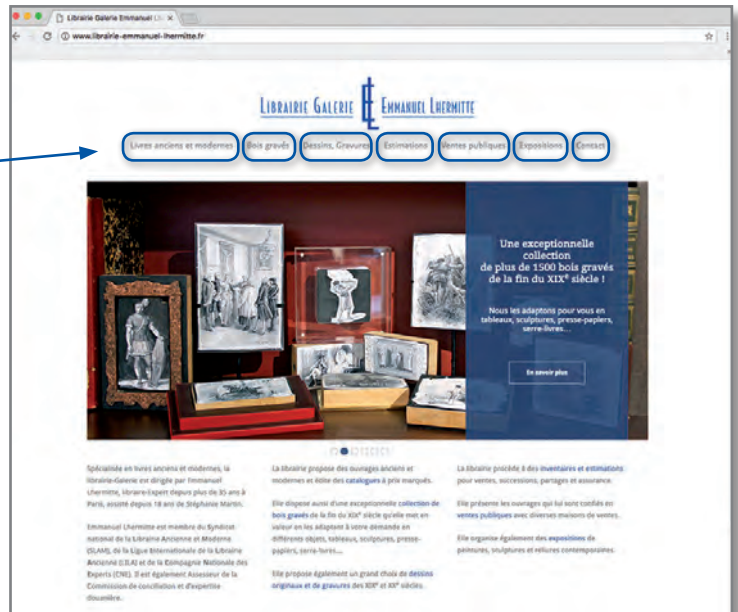 Librairie Galerie Emmanuel Lh
www.librairie-emmanuel-lhermitte.fr
LIBRAIRIE GALERIE EL EMMANUEL LHERMITTE
Livres anciens et modernes Bois gravés Dessins, Gravures Estimations Ventes publiques Expositions Contact
Une exceptionnelle
collection
de plus de 1500 bois gravés
de la fin du XIXe siècle !
Nous les adaptons pour vous en
tableaux, sculptures, presse-papiers,
serre-livres...
En savoir plus
Spécialisée en livres anciens et modernes, la
librairie-Galerie est dirigée par Emmanuel
Lhermitte, libraire-Expert depuis plus de 35 ans à
Paris, assisté depuis 18 ans de Stéphanie Martin.
Emmanuel Lhermitte est membre du Syndicat
national de la Librairie Ancienne et Moderne
(SLAM), de la Ligue Internationale de la Librairie
Ancienne (LILA) et de la Compagnie Nationale des
Experts (CNE). Il est également Assesseur de la
Commission de conciliation et d'expertise
douanière.
La librairie propose des ouvrages anciens et
modernes et édite des catalogues à prix marqués.
Elle dispose aussi d'une exceptionnelle collection de
bois gravés de la fin du XIXe siècle qu'elle met en
valeur en les adaptant à votre demande en
différents objets, tableaux, sculptures, presse-
papiers, serre-livres...
Elle propose également un grand choix de dessins
originaux et de gravures des XIXe et XXe siècles.
La librairie procède à des inventaires et estimations
pour ventes, successions, partages et assurance.
Elle présente les ouvrages qui lui sont confiés en
ventes publiques avec diverses maisons de ventes.
Elle organise également des expositions de
peintures, sculptures et reliures contemporaines.